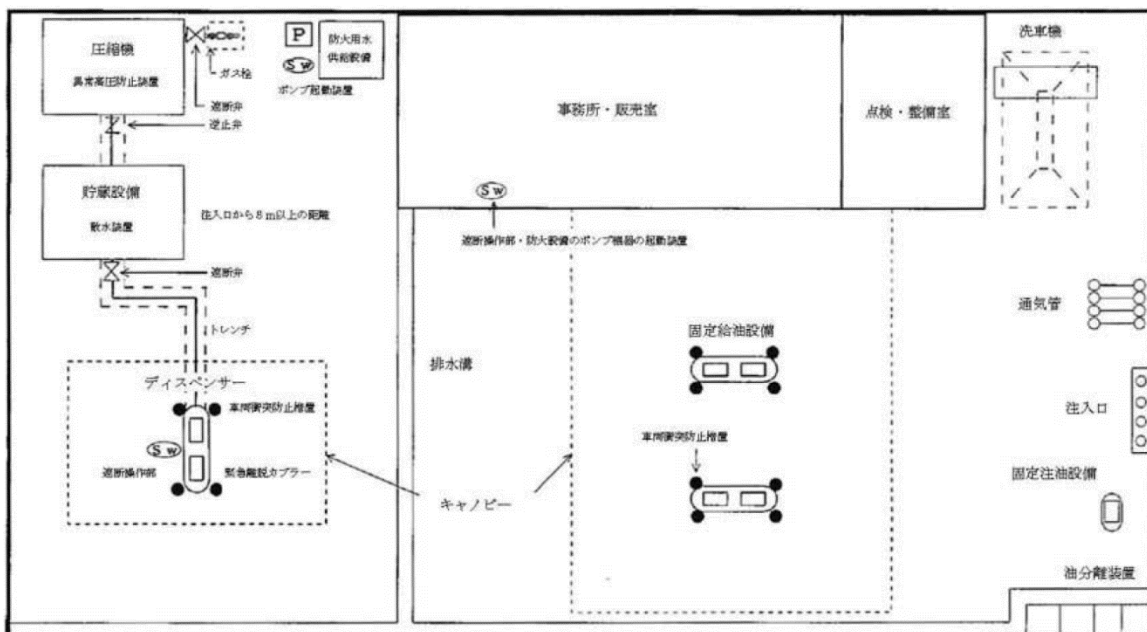 圧縮機
異常高圧防止装置
P
防火用水
供給設備
Sw
ポンプ起動装置
ガス栓
遮断弁
逆止弁
貯蔵設備
散水装置
注入口から8m以上の距離
遮断弁
トレンチ
ディスペンサー
車両衝突防止措置
Sw
遮断操作部
緊急離脱カプラー
キャノピー
排水溝
事務所・販売室
点検・整備室
Sw
遮断操作部・防火設備のポンプ機器の起動装置
固定給油設備
車両衝突防止措置
洗車機
通気管
注入口
固定注油設備
油分離装置